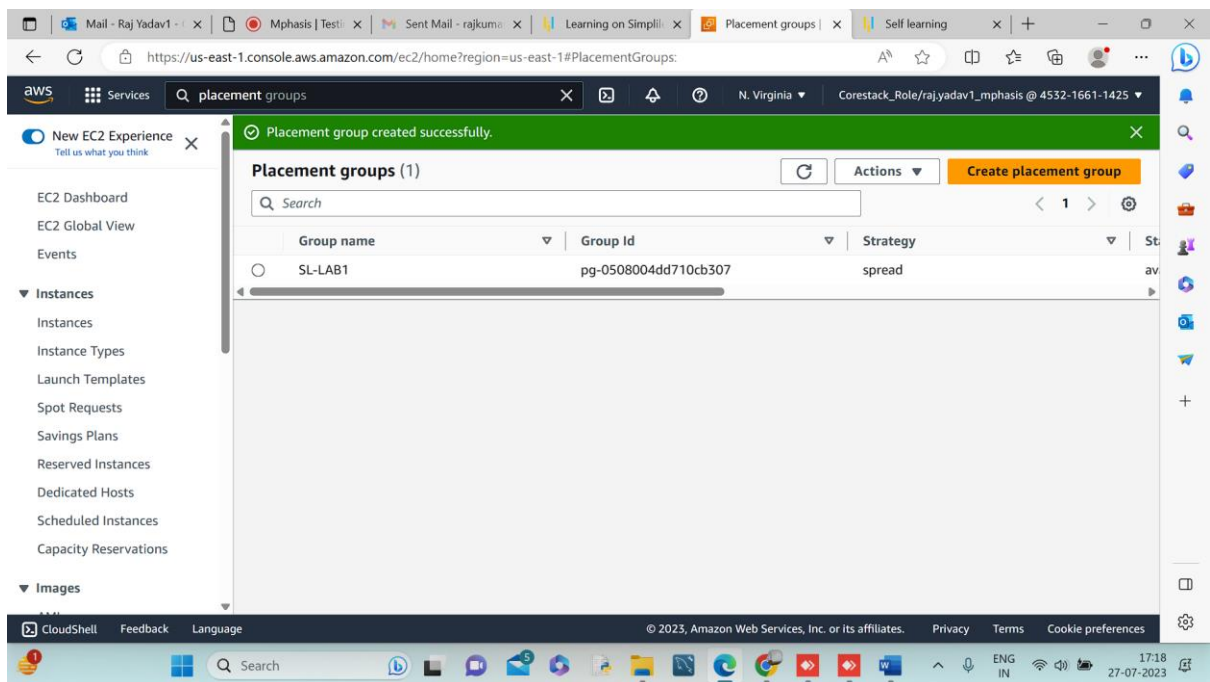 Mail - Raj Yadav1 - 
Mphasis | Testi
Sent Mail - rajkuma
Learning on Simplil
Placement groups |
Self learning
https://us-east-1.console.aws.amazon.com/ec2/home?region=us-east-1#PlacementGroups:
aws
Services
placement groups
N. Virginia
Corestack_Role/raj.yadav1_mphasis @ 4532-1661-1425
New EC2 Experience
Tell us what you think
Placement group created successfully.
Placement groups (1)
Actions
Create placement group
Search
1
Group name
Group Id
Strategy
St
SL-LAB1
pg-0508004dd710cb307
spread
av
EC2 Dashboard
EC2 Global View
Events
Instances
Instances
Instance Types
Launch Templates
Spot Requests
Savings Plans
Reserved Instances
Dedicated Hosts
Scheduled Instances
Capacity Reservations
Images
CloudShell
Feedback
Language
© 2023, Amazon Web Services, Inc. or its affiliates.
Privacy
Terms
Cookie preferences
1
Search
5
ENG
IN
17:18
27-07-2023